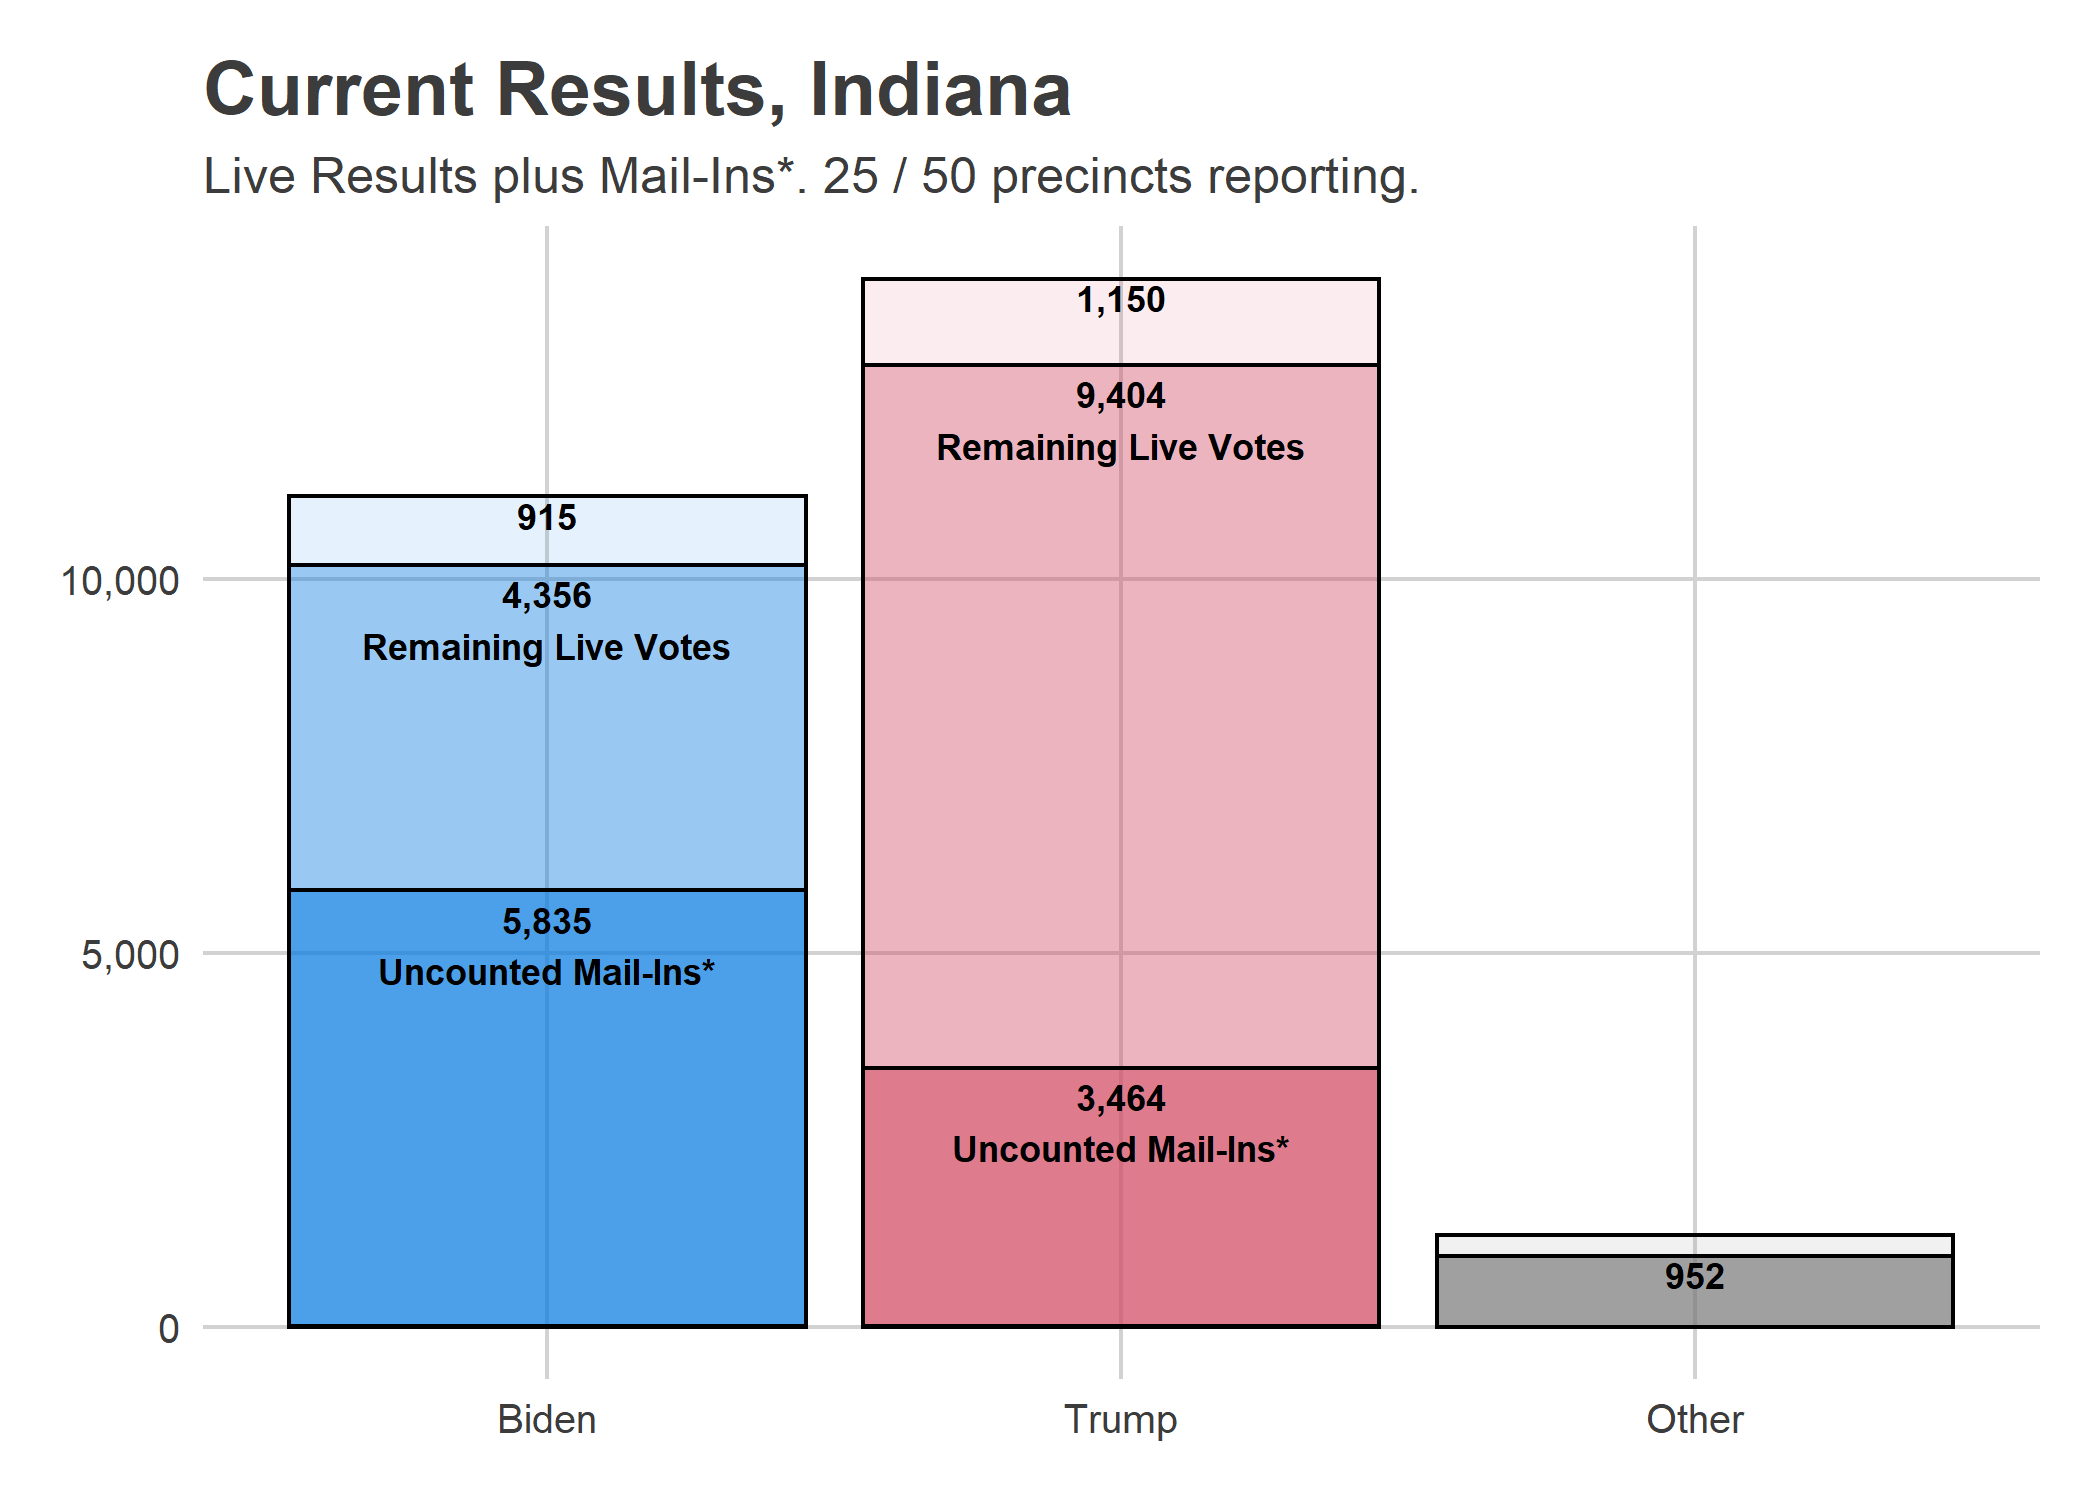 Current Results, Indiana
Live Results plus Mail-Ins*. 25 / 50 precincts reporting.
1,150
9,404
Remaining Live Votes
915
10,000
4,356
Remaining Live Votes
5,835
5,000
Uncounted Mail-Ins*
3,464
Uncounted Mail-Ins*
952
0
Biden
Trump
Other